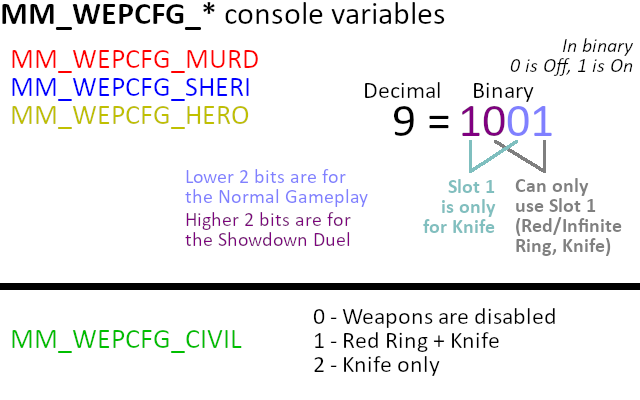 MM_WEPCFG_* console variables
MM_WEPCFG_MURD
MM_WEPCFG_SHERI
MM_WEPCFG_HERO
In binary
0 is Off, 1 is On
Decimal Binary
9 = 1001
Lower 2 bits are for
the Normal Gameplay
Higher 2 bits are for
the Showdown Duel
Slot 1
is only
for Knife
Can only
use Slot 1
(Red/Infinite
Ring, Knife)
MM_WEPCFG_CIVIL
0 - Weapons are disabled
1 - Red Ring + Knife
2 - Knife only